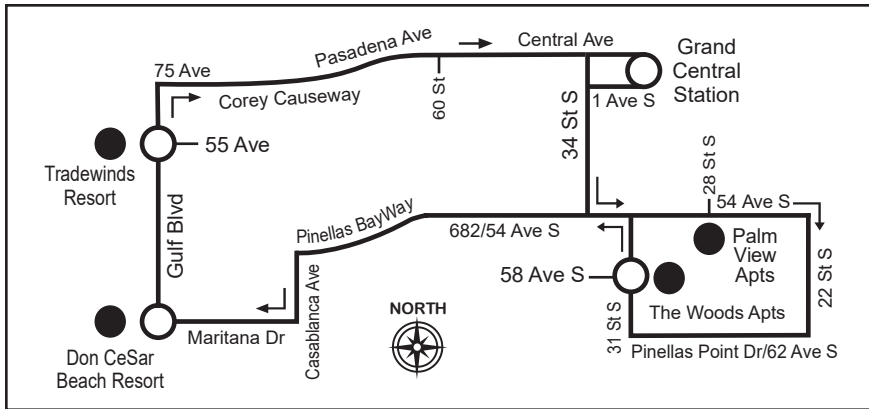 Pasadena Ave
Central Ave
75 Ave
Corey Causeway
60 St
Grand
Central
Station
1 Ave S
34 St S
55 Ave
Tradewinds
Resort
28 St S
54 Ave S
Gulf Blvd
Pinellas BayWay
682/54 Ave S
Palm
View
Apts
22 St S
58 Ave S
The Woods Apts
31 St S
Casablanca Ave
NORTH
Maritana Dr
Don CeSar
Beach Resort
Pinellas Point Dr/62 Ave S